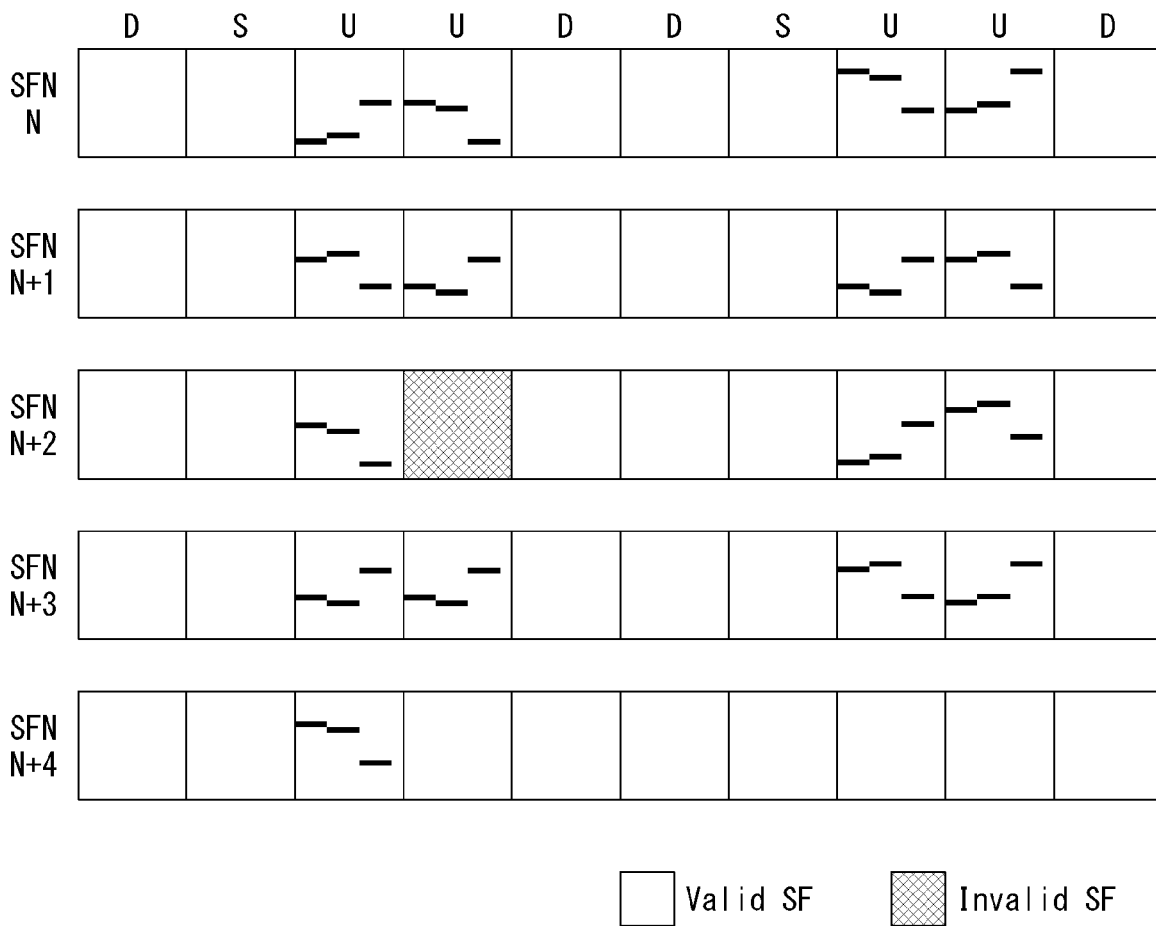 D S U U D D S U U D
SFN
N
SFN
N+1
SFN
N+2
SFN
N+3
SFN
N+4
Valid SF
Invalid SF